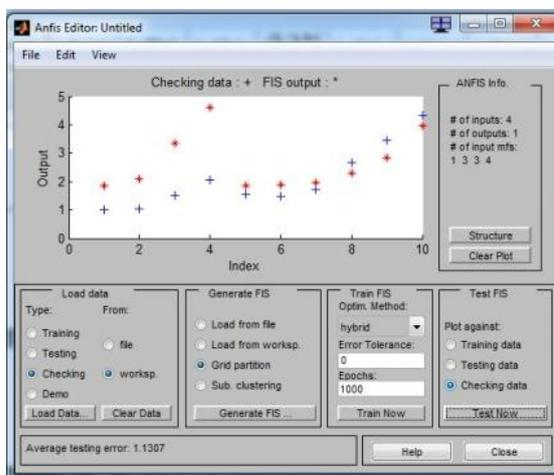 Anfis Editor: Untitled
File Edit View
Checking data : + FIS output : *
5
4
3
2
1
0
Output
0 2 4 6 8 10
Index
ANFIS Info.
# of inputs: 4
# of outputs: 1
# of input mfs:
1 3 3 4
Structure
Clear Plot
Load data
Type: From:
Training
Testing
Checking
Demo
file
worksp.
Load Data...
Clear Data
Generate FIS
Load from file
Load from worksp.
Grid partition
Sub. clustering
Generate FIS ...
Train FIS
Optim. Method:
hybrid
Error Tolerance:
0
Epochs:
1000
Train Now
Test FIS
Plot against:
Training data
Testing data
Checking data
Test Now
Average testing error: 1.1307
Help
Close